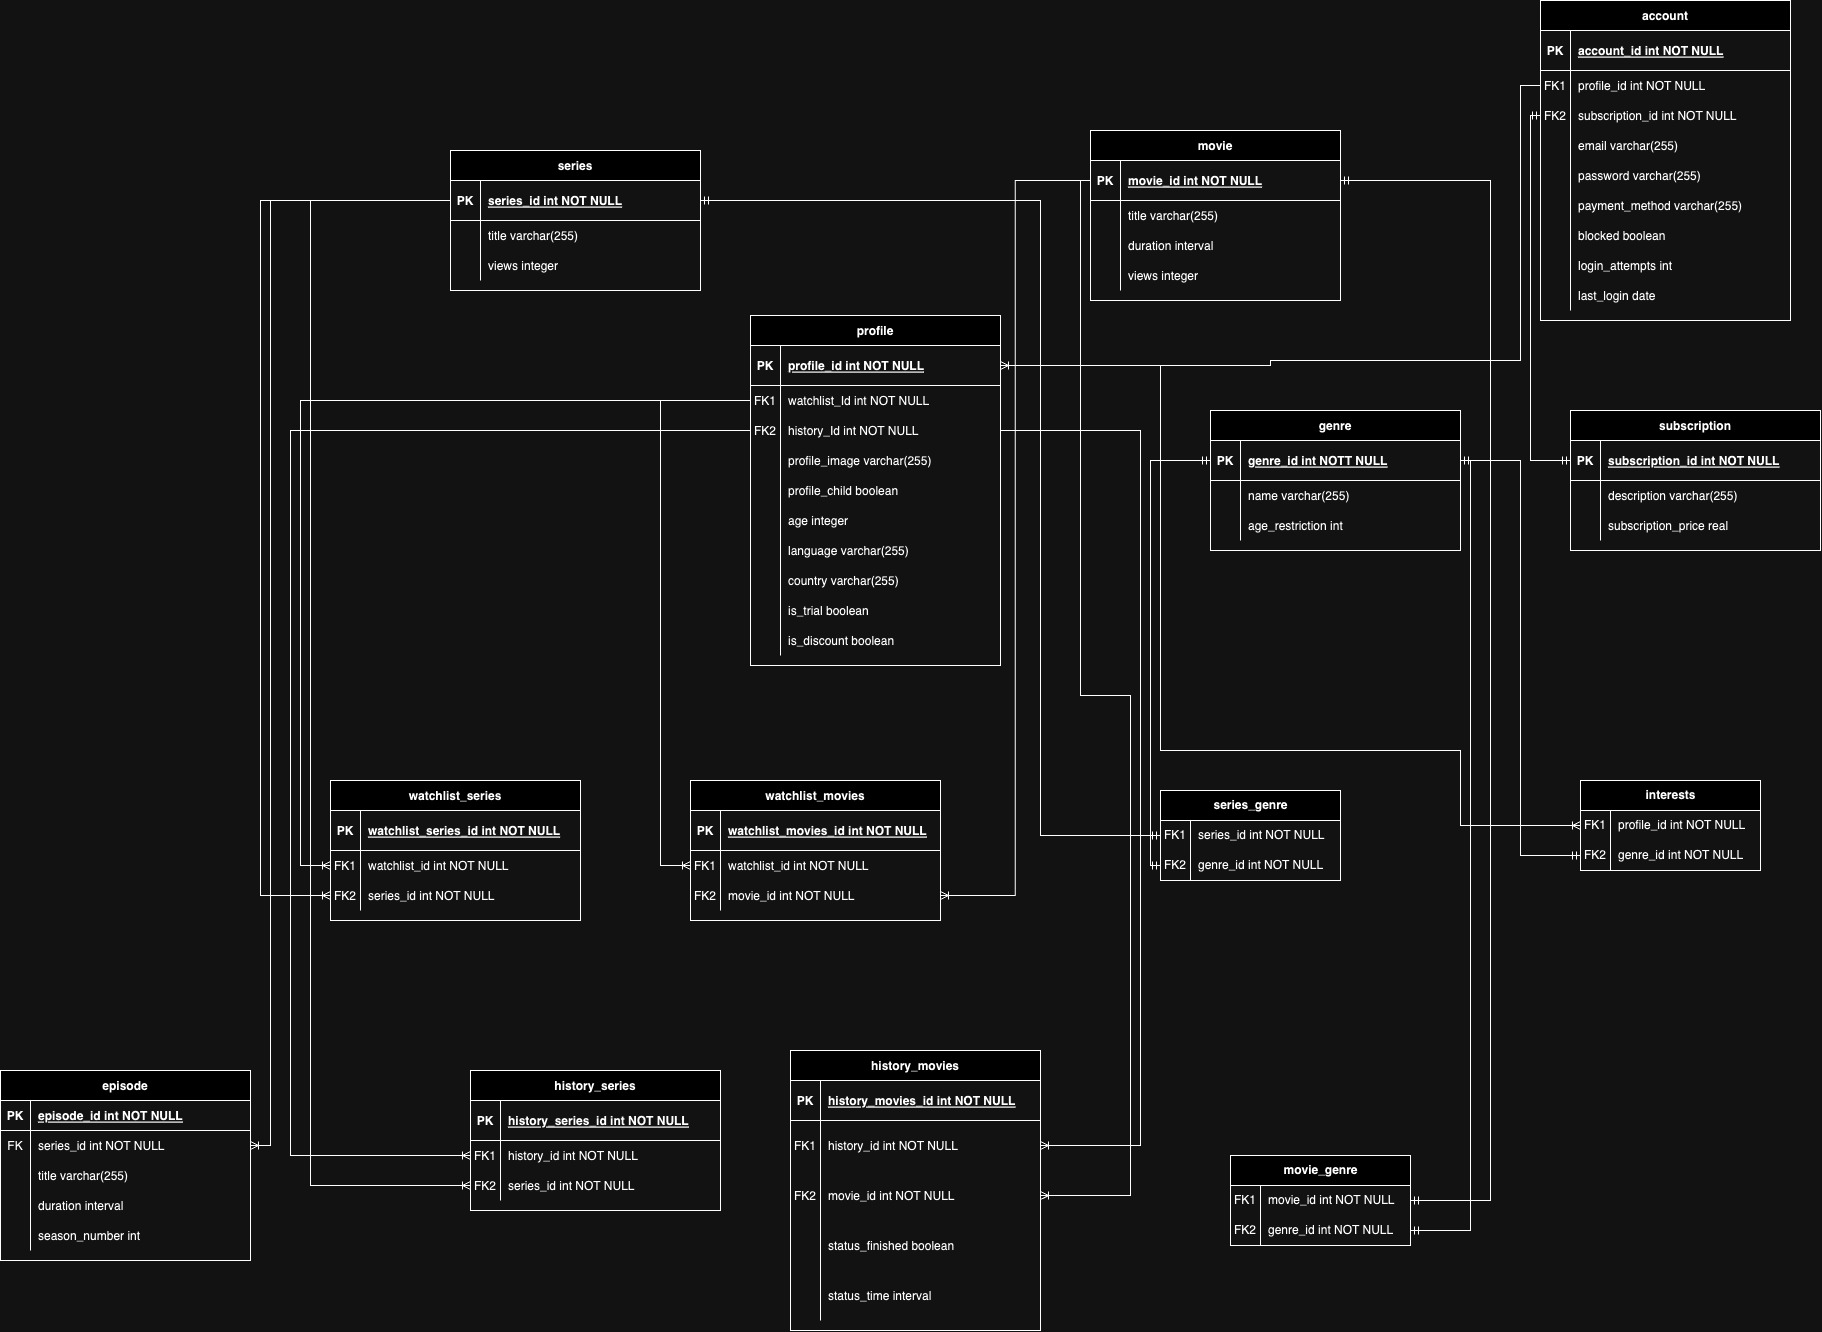 account
PK account_id int NOT NULL
FK1 profile_id int NOT NULL
FK2 subscription_id int NOT NULL
email varchar(255)
password varchar(255)
payment_method varchar(255)
blocked boolean
login_attempts int
last_login date
movie
PK movie_id int NOT NULL
title varchar(255)
duration interval
views integer
series
PK series_id int NOT NULL
title varchar(255)
views integer
profile
PK profile_id int NOT NULL
FK1 watchlist_Id int NOT NULL
FK2 history_Id int NOT NULL
profile_image varchar(255)
profile_child boolean
age integer
language varchar(255)
country varchar(255)
is_trial boolean
is_discount boolean
genre
PK genre_id int NOTT NULL
name varchar(255)
age_restriction int
subscription
PK subscription_id int NOT NULL
description varchar(255)
subscription_price real
watchlist_series
PK watchlist_series_id int NOT NULL
FK1 watchlist_id int NOT NULL
FK2 series_id int NOT NULL
watchlist_movies
PK watchlist_movies_id int NOT NULL
FK1 watchlist_id int NOT NULL
FK2 movie_id int NOT NULL
series_genre
FK1 series_id int NOT NULL
FK2 genre_id int NOT NULL
interests
FK1 profile_id int NOT NULL
FK2 genre_id int NOT NULL
episode
PK episode_id int NOT NULL
FK series_id int NOT NULL
title varchar(255)
duration interval
season_number int
history_series
PK history_series_id int NOT NULL
FK1 history_id int NOT NULL
FK2 series_id int NOT NULL
history_movies
PK history_movies_id int NOT NULL
FK1 history_id int NOT NULL
FK2 movie_id int NOT NULL
status_finished boolean
status_time interval
movie_genre
FK1 movie_id int NOT NULL
FK2 genre_id int NOT NULL